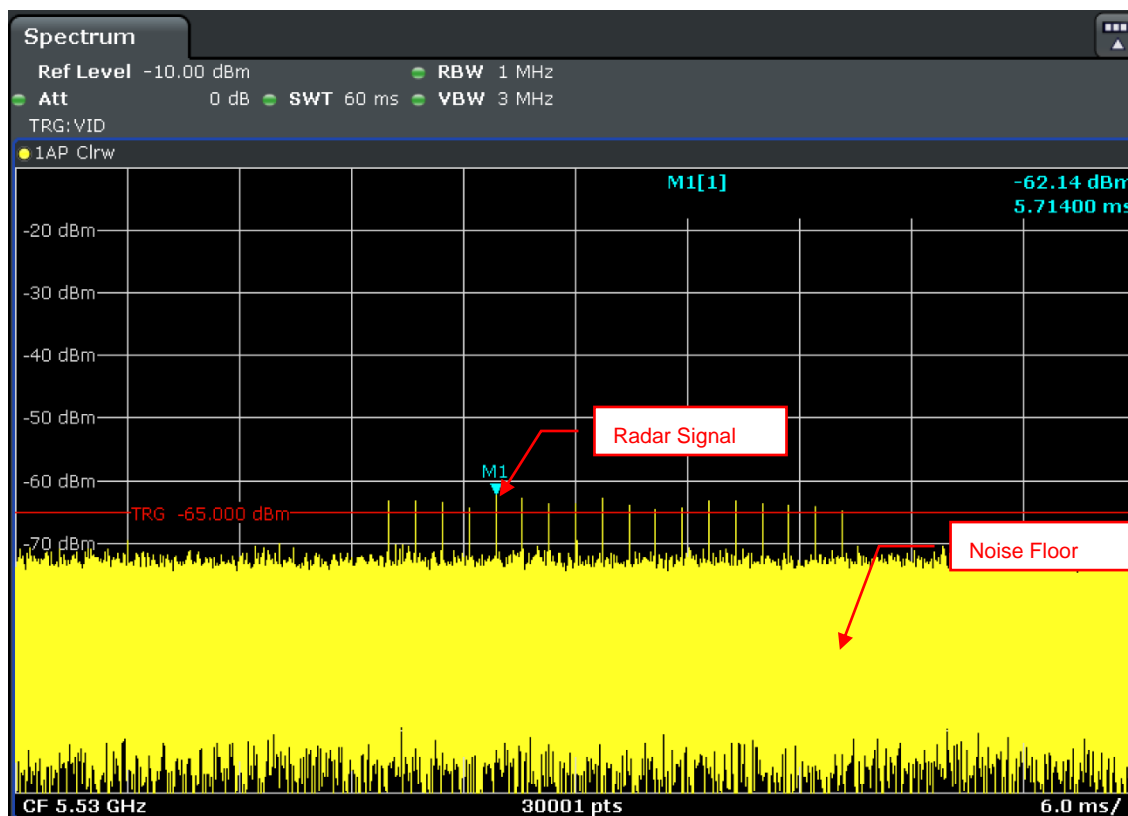 Spectrum
Ref Level -10.00 dBm RBW 1 MHz
Att 0 dB SWT 60 ms VBW 3 MHz
TRG:VID
1AP Clrw
M1[1] -62.14 dBm
5.71400 ms
-20 dBm
-30 dBm
-40 dBm
-50 dBm
Radar Signal
M1
-60 dBm
TRG -65.000 dBm
-70 dBm
Noise Floor
CF 5.53 GHz 30001 pts 6.0 ms/